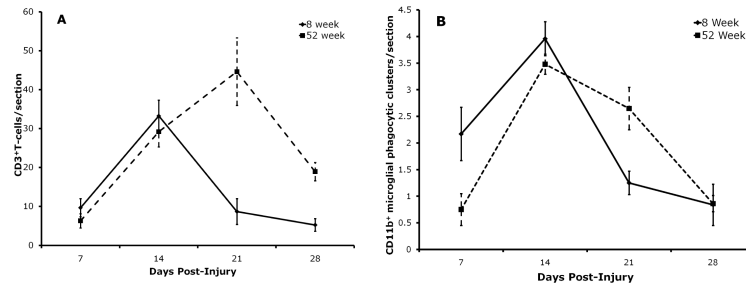 A
8 week
52 week
CD3+T-cells/section
60
50
40
30
20
10
0
7 14 21 28
Days Post-Injury
B
8 Week
52 Week
CD11b+ microglial phagocytic clusters/section
4.5
4
3.5
3
2.5
2
1.5
1
0.5
0
7 14 21 28
Days Post-Injury